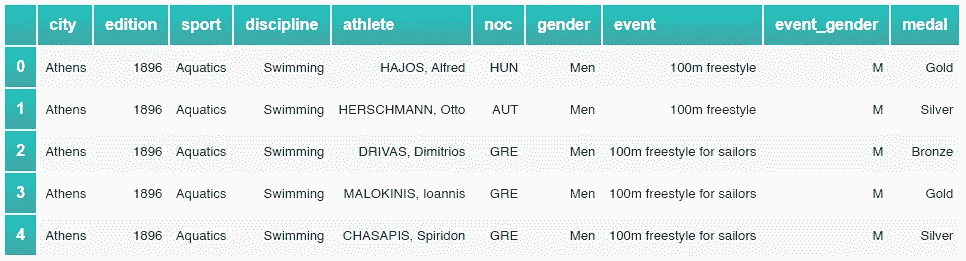 city edition sport discipline athlete noc gender event event_gender medal
0 Athens 1896 Aquatics Swimming HAJOS, Alfred HUN Men 100m freestyle M Gold
1 Athens 1896 Aquatics Swimming HERSCHMANN, Otto AUT Men 100m freestyle M Silver
2 Athens 1896 Aquatics Swimming DRIVAS, Dimitrios GRE Men 100m freestyle for sailors M Bronze
3 Athens 1896 Aquatics Swimming MALOKINIS, Ioannis GRE Men 100m freestyle for sailors M Gold
4 Athens 1896 Aquatics Swimming CHASAPIS, Spiridon GRE Men 100m freestyle for sailors M Silver